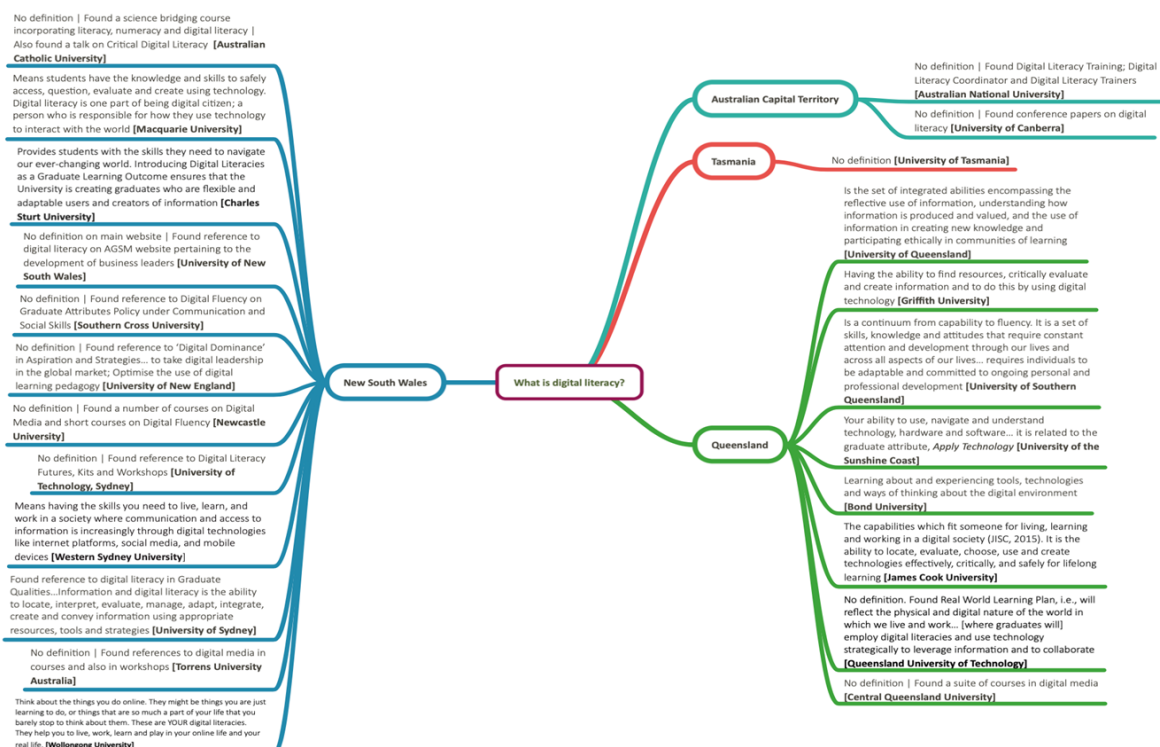 No definition | Found a science bridging course
incorporating literacy, numeracy and digital literacy |
Also found a talk on Critical Digital Literacy [Australian
Catholic University]
Means students have the knowledge and skills to safely
access, question, evaluate and create using technology.
Digital literacy is one part of being digital citizen; a
person who is responsible for how they use technology
to interact with the world [Macquarie University]
Provides students with the skills they need to navigate
our ever-changing world. Introducing Digital Literacies
as a Graduate Learning Outcome ensures that the
University is creating graduates who are flexible and
adaptable users and creators of information [Charles
Sturt University]
No definition on main website | Found reference to
digital literacy on AGSM website pertaining to the
development of business leaders [University of New
South Wales]
No definition | Found reference to Digital Fluency on
Graduate Attributes Policy under Communication and
Social Skills [Southern Cross University]
No definition | Found reference to ‘Digital Dominance’
in Aspiration and Strategies… to take digital leadership
in the global market; Optimise the use of digital
learning pedagogy [University of New England]
No definition | Found a number of courses on Digital
Media and short courses on Digital Fluency [Newcastle
University]
No definition | Found reference to Digital Literacy
Futures, Kits and Workshops [University of
Technology, Sydney]
Means having the skills you need to live, learn, and
work in a society where communication and access to
information is increasingly through digital technologies
like internet platforms, social media, and mobile
devices [Western Sydney University]
Found reference to digital literacy in Graduate
Qualities…Information and digital literacy is the ability
to locate, interpret, evaluate, manage, adapt, integrate,
create and convey information using appropriate
resources, tools and strategies [University of Sydney]
No definition | Found references to digital media in
courses and also in workshops [Torrens University
Australia]
Think about the things you do online. They might be things you are just
learning to do, or things that are so much a part of your life that you
barely stop to think about them. These are YOUR digital literacies.
They help you to live, work, learn and play in your online life and your
real life. [Wollongong University]
New South Wales
What is digital literacy?
Australian Capital Territory
No definition | Found Digital Literacy Training; Digital
Literacy Coordinator and Digital Literacy Trainers
[Australian National University]
No definition | Found conference papers on digital
literacy [University of Canberra]
Tasmania
No definition [University of Tasmania]
Queensland
Is the set of integrated abilities encompassing the
reflective use of information, understanding how
information is produced and valued, and the use of
information in creating new knowledge and
participating ethically in communities of learning
[University of Queensland]
Having the ability to find resources, critically evaluate
and create information and to do this by using digital
technology [Griffith University]
Is a continuum from capability to fluency. It is a set of
skills, knowledge and attitudes that require constant
attention and development through our lives and
across all aspects of our lives… requires individuals to
be adaptable and committed to ongoing personal and
professional development [University of Southern
Queensland]
Your ability to use, navigate and understand
technology, hardware and software… it is related to the
graduate attribute, Apply Technology [University of the
Sunshine Coast]
Learning about and experiencing tools, technologies
and ways of thinking about the digital environment
[Bond University]
The capabilities which fit someone for living, learning
and working in a digital society (JISC, 2015). It is the
ability to locate, evaluate, choose, use and create
technologies effectively, critically, and safely for lifelong
learning [James Cook University]
No definition. Found Real World Learning Plan, i.e., will
reflect the physical and digital nature of the world in
which we live and work… [where graduates will]
employ digital literacies and use technology
strategically to leverage information and to collaborate
[Queensland University of Technology]
No definition | Found a suite of courses in digital media
[Central Queensland University]